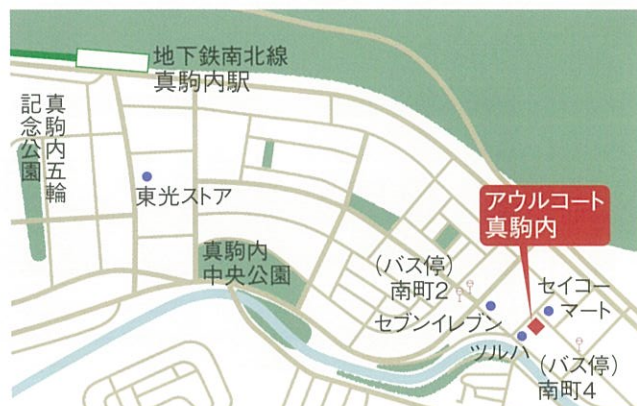 地下鉄南北線
真駒内駅
真駒内五輪
記念公園
東光ストア
真駒内
中央公園
アウルコート
真駒内
(バス停)
南町2
セイコー
マート
セブンイレブン
ツルハ
(バス停)
南町4